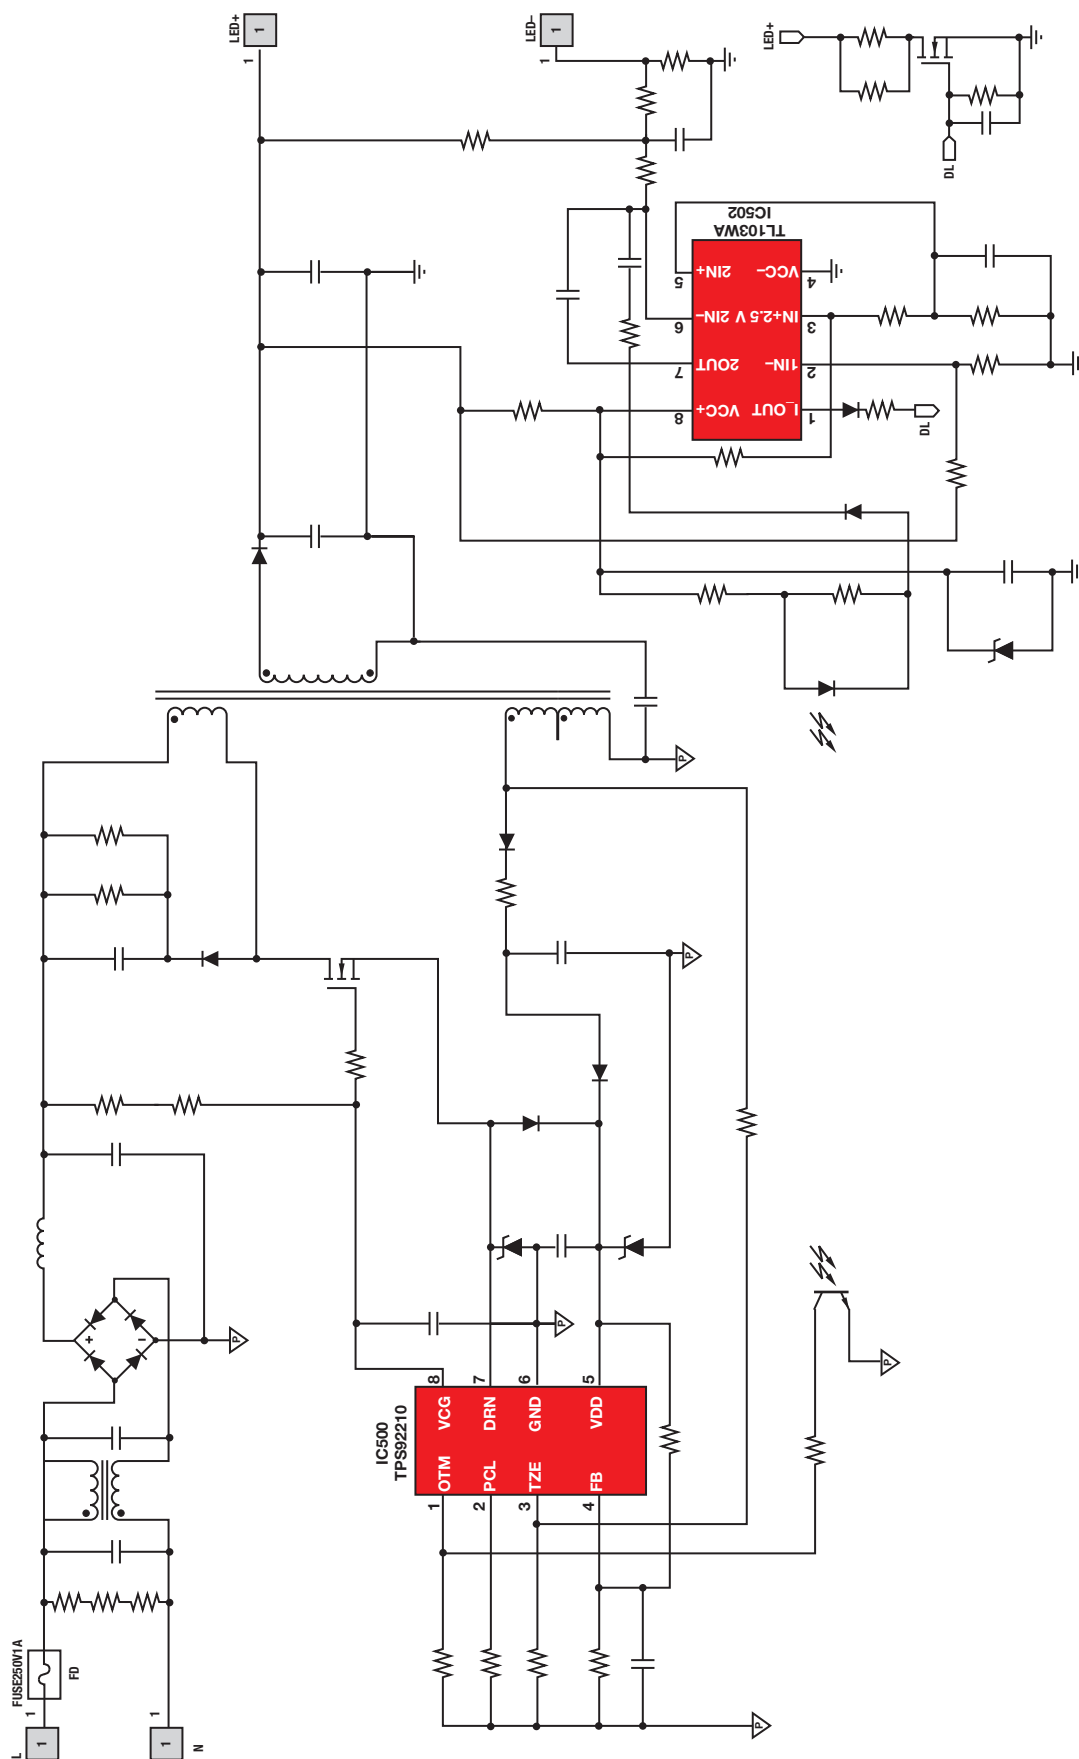 LED+
1
1
LED-
1
1
LED+
DL
IC502
TL103WA
5 2IN+
6 2IN–
7 2OUT
8 VCC+
VCC– 4
IN+2.5 V 3
1IN– 2
I_OUT 1
DL
P
P
IC500
TPS92210
8 VCG
7 DRN
6 GND
5 VDD
OTM 1
PCL 2
TZE 3
FB 4
P
P
P
P
+
–
FUSE250V1A
FD
1
1
L
1
1
N